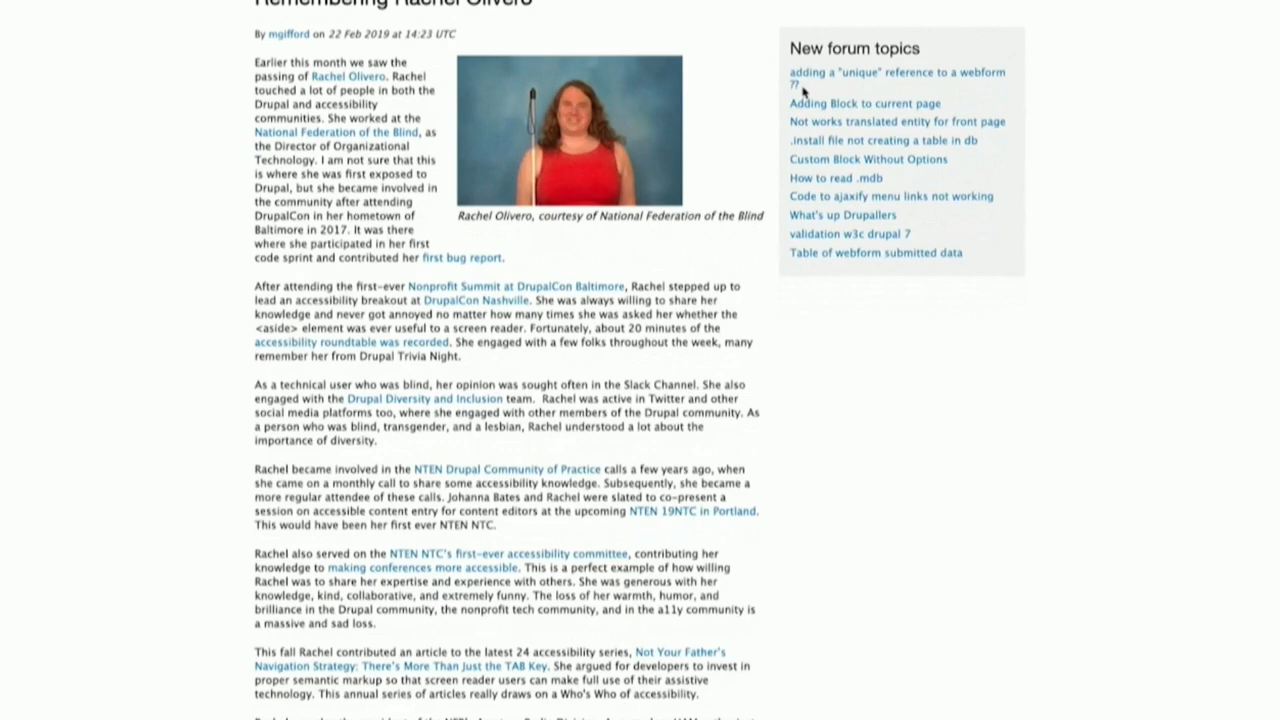 Remembering Rachel Olivero
By mgifford on 22 Feb 2019 at 14:23 UTC
Earlier this month we saw the
passing of Rachel Olivero. Rachel
touched a lot of people in both the
Drupal and accessibility
communities. She worked at the
National Federation of the Blind, as
the Director of Organizational
Technology. I am not sure that this
is where she was first exposed to
Drupal, but she became involved in
the community after attending
DrupalCon in her hometown of
Baltimore in 2017. It was there
where she participated in her first
code sprint and contributed her first bug report.
Rachel Olivero, courtesy of National Federation of the Blind
After attending the first-ever Nonprofit Summit at DrupalCon Baltimore, Rachel stepped up to
lead an accessibility breakout at DrupalCon Nashville. She was always willing to share her
knowledge and never got annoyed no matter how many times she was asked her whether the
<aside> element was ever useful to a screen reader. Fortunately, about 20 minutes of the
accessibility roundtable was recorded. She engaged with a few folks throughout the week, many
remember her from Drupal Trivia Night.
As a technical user who was blind, her opinion was sought often in the Slack Channel. She also
engaged with the Drupal Diversity and Inclusion team. Rachel was active in Twitter and other
social media platforms too, where she engaged with other members of the Drupal community. As
a person who was blind, transgender, and a lesbian, Rachel understood a lot about the
importance of diversity.
Rachel became involved in the NTEN Drupal Community of Practice calls a few years ago, when
she came on a monthly call to share some accessibility knowledge. Subsequently, she became a
more regular attendee of these calls. Johanna Bates and Rachel were slated to co-present a
session on accessible content entry for content editors at the upcoming NTEN 19NTC in Portland.
This would have been her first ever NTEN NTC.
Rachel also served on the NTEN NTC's first-ever accessibility committee, contributing her
knowledge to making conferences more accessible. This is a perfect example of how willing
Rachel was to share her expertise and experience with others. She was generous with her
knowledge, kind, collaborative, and extremely funny. The loss of her warmth, humor, and
brilliance in the Drupal community, the nonprofit tech community, and in the a11y community is
a massive and sad loss.
This fall Rachel contributed an article to the latest 24 accessibility series, Not Your Father's
Navigation Strategy: There's More Than Just the TAB Key. She argued for developers to invest in
proper semantic markup so that screen reader users can make full use of their assistive
technology. This annual series of articles really draws on a Who's Who of accessibility.
New forum topics
adding a "unique" reference to a webform
??
Adding Block to current page
Not works translated entity for front page
.install file not creating a table in db
Custom Block Without Options
How to read .mdb
Code to ajaxify menu links not working
What's up Drupallers
validation w3c drupal 7
Table of webform submitted data